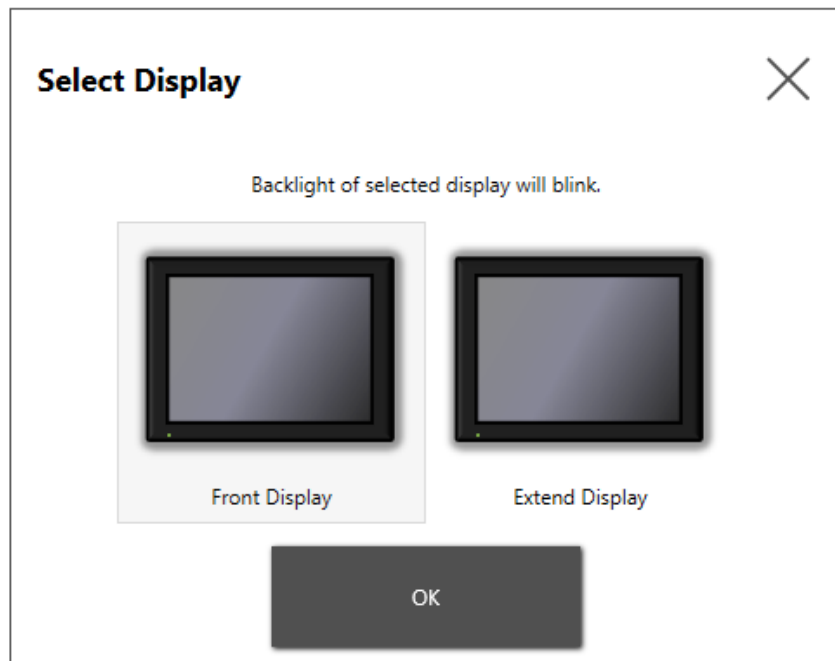 Select Display
Backlight of selected display will blink.
Front Display
Extend Display
OK